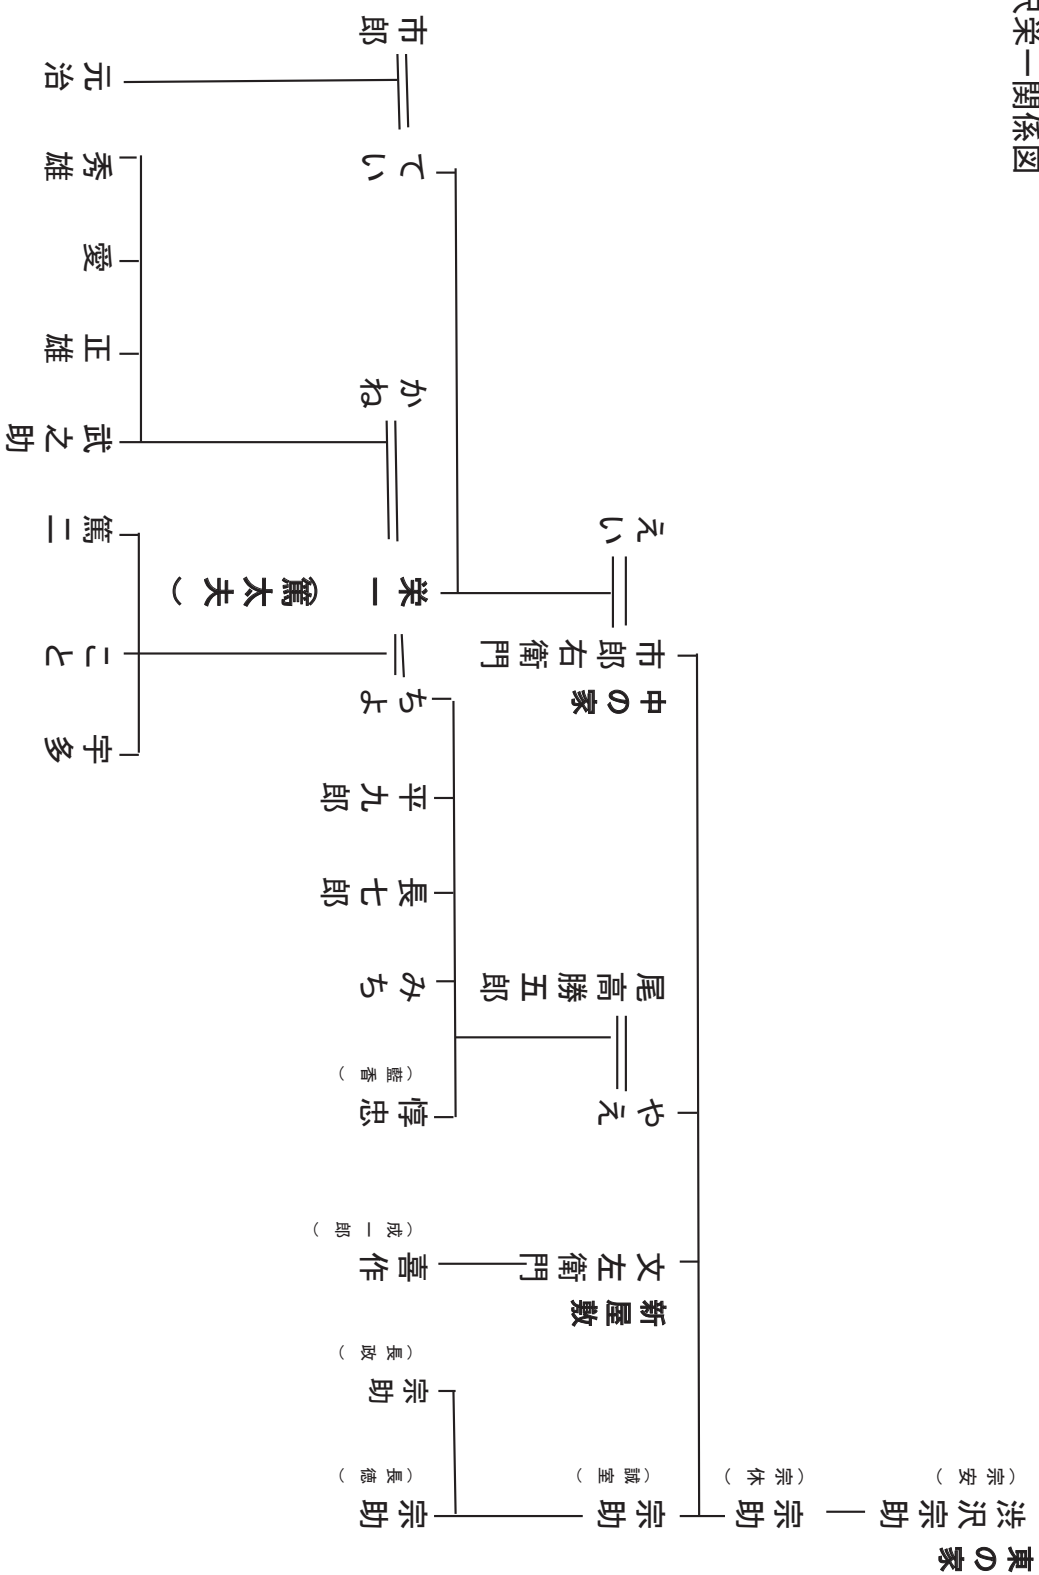 栄一関係図
東の家
渋沢宗助
（宗安）
宗助
（宗休）
宗助
（誠室）
新屋敷
文左衛門
やえ
尾高勝五郎
中の家
市郎右衛門
えい
宗助
（長徳）
宗助
（長政）
喜作
（成一郎）
惇忠
（藍香）
みち
長七郎
平九郎
ちよ
栄一（篤太夫）
かね
てい
市郎
宇多
こと
篤二
武之助
正雄
愛
秀雄
元治